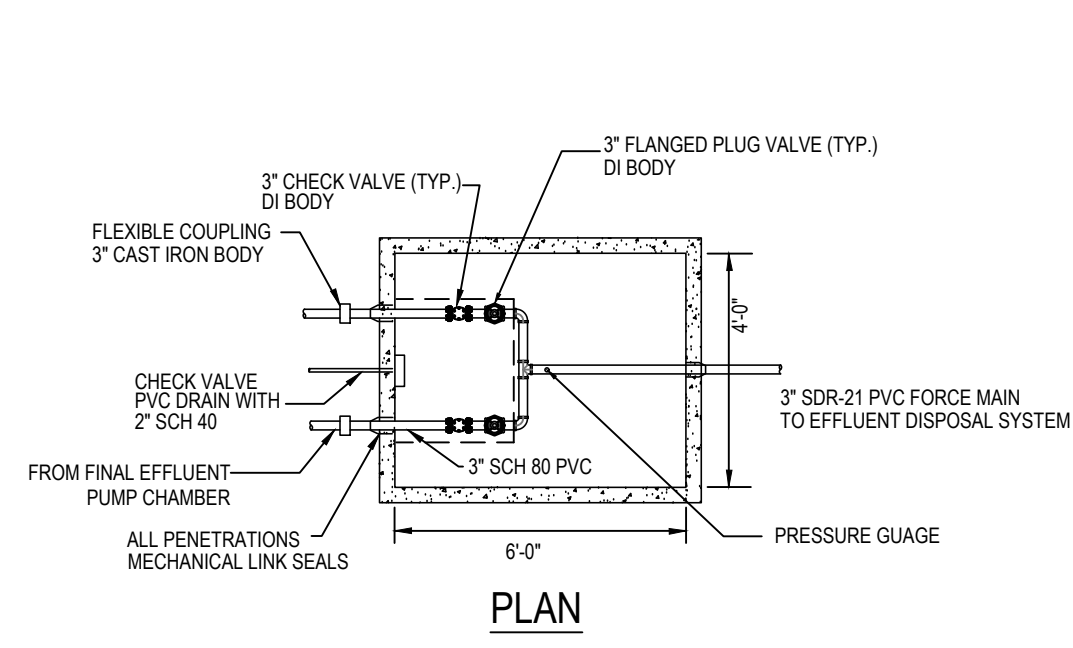 3" FLANGED PLUG VALVE (TYP.)
DI BODY
3" CHECK VALVE (TYP.)
DI BODY
FLEXIBLE COUPLING
3" CAST IRON BODY
4'-0"
CHECK VALVE
PVC DRAIN WITH
2" SCH 40
3" SDR-21 PVC FORCE MAIN
TO EFFLUENT DISPOSAL SYSTEM
FROM FINAL EFFLUENT
PUMP CHAMBER
3" SCH 80 PVC
ALL PENETRATIONS
MECHANICAL LINK SEALS
6'-0"
PRESSURE GUAGE
PLAN